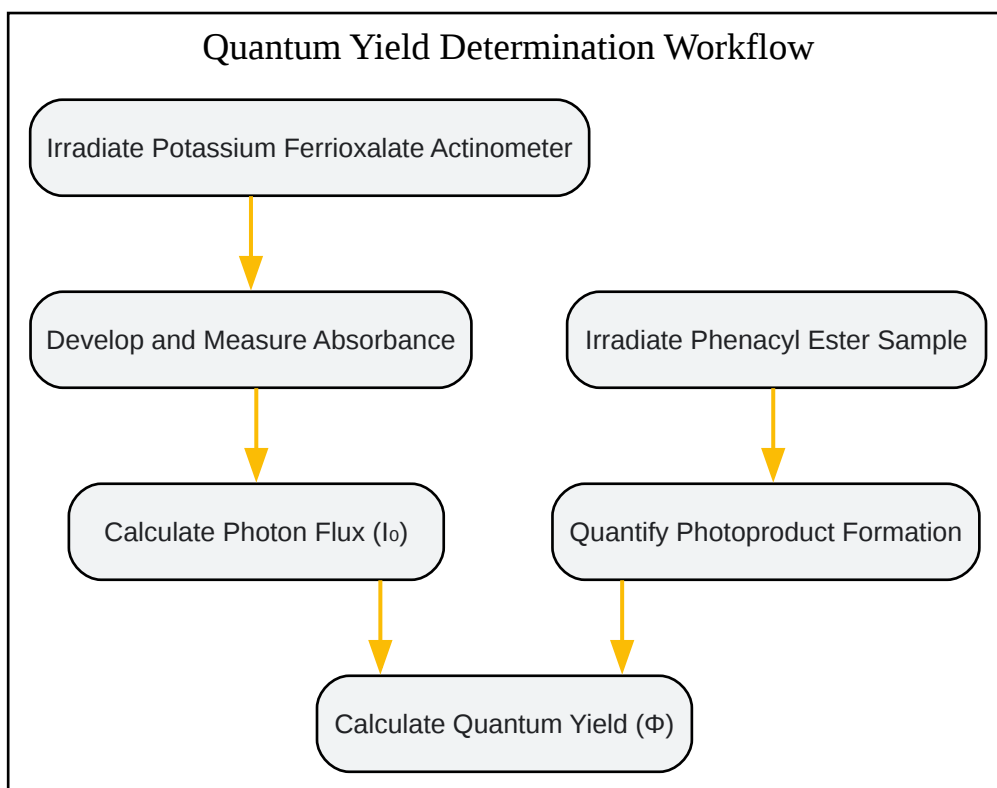 Quantum Yield Determination Workflow
Irradiate Potassium Ferrioxalate Actinometer
Develop and Measure Absorbance
Irradiate Phenacyl Ester Sample
Calculate Photon Flux (I₀)
Quantify Photoproduct Formation
Calculate Quantum Yield (Φ)